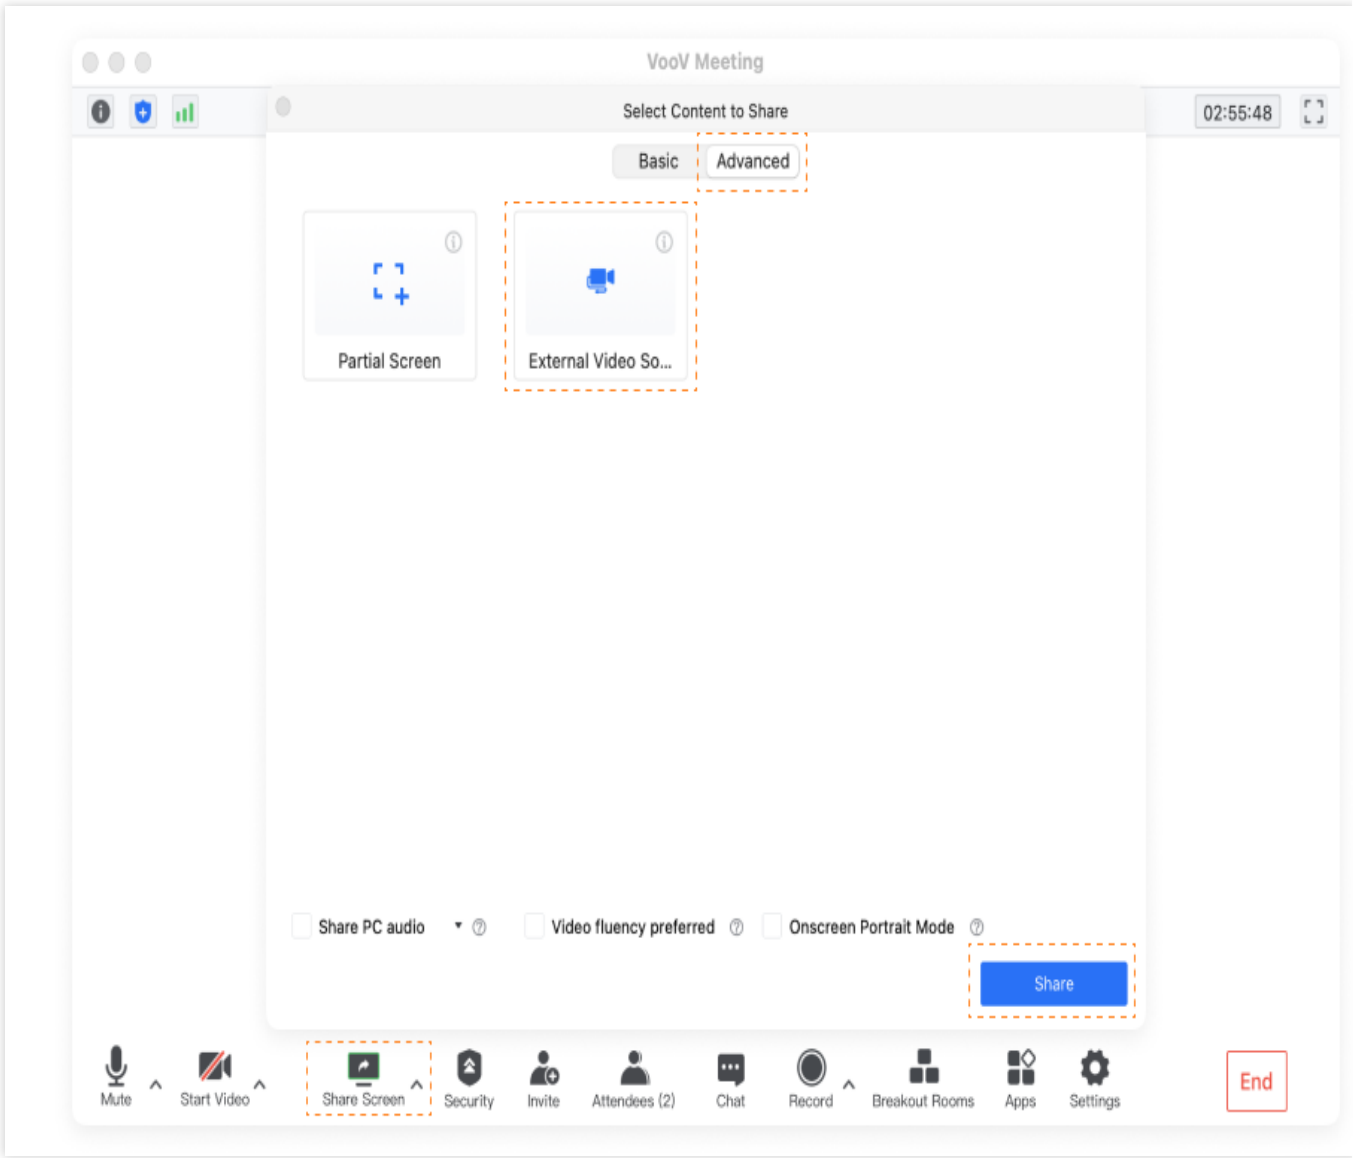 VooV Meeting
Select Content to Share
02:55:48
Basic
Advanced
Partial Screen
External Video So...
Share PC audio
Video fluency preferred
Onscreen Portrait Mode
Share
Mute
Start Video
Share Screen
Security
Invite
Attendees (2)
Chat
Record
Breakout Rooms
Apps
Settings
End